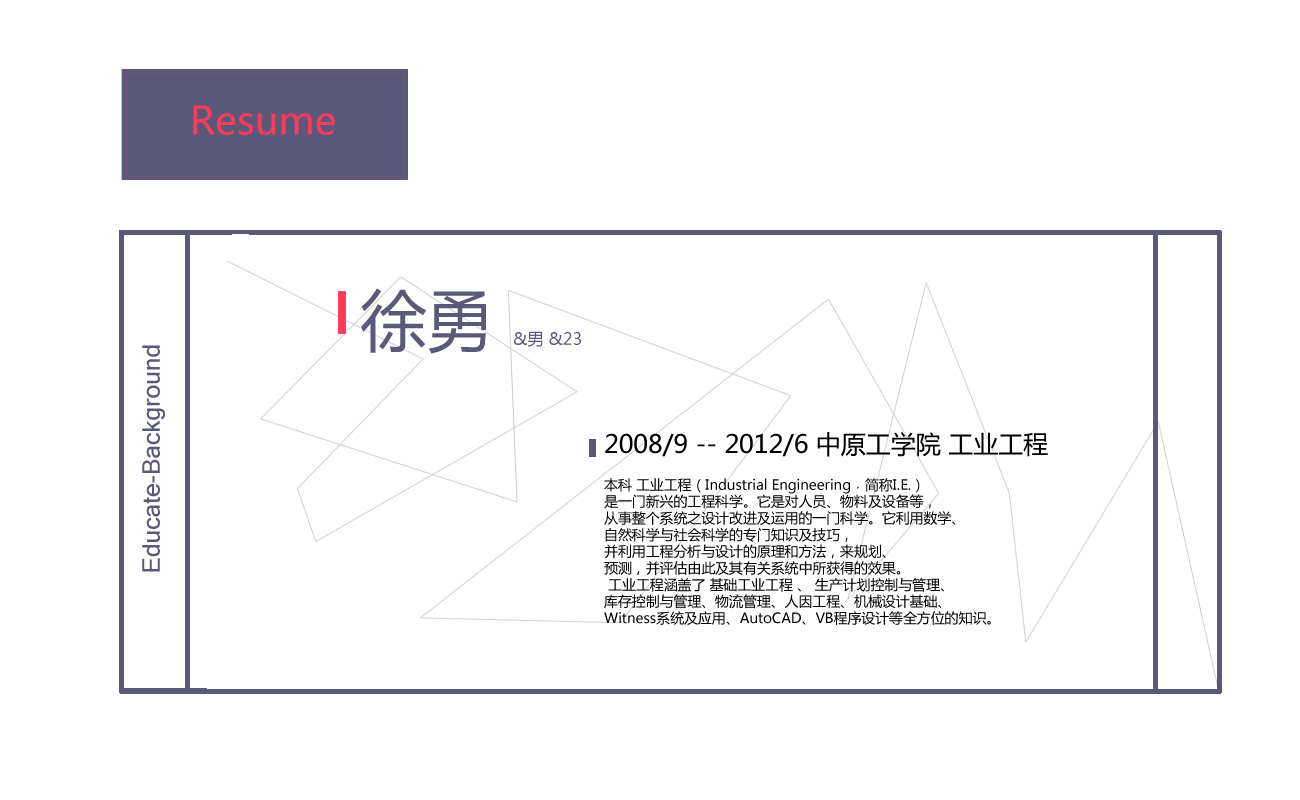 Resume
Educate-Background
徐勇 &男 &23
2008/9 -- 2012/6 中原工学院 工业工程
本科 工业工程（Industrial Engineering . 简称I.E.）
是一门新兴的工程科学。它是对人员、物料及设备等，
从事整个系统之设计改进及运用的一门科学。它利用数学、
自然科学与社会科学的专门知识及技巧，
并利用工程分析与设计的原理和方法，来规划、
预测，并评估由此及其有关系统中所获得的效果。
工业工程涵盖了 基础工业工程 、 生产计划控制与管理、
库存控制与管理、物流管理、人因工程、机械设计基础、
Witness系统及应用、AutoCAD、VB程序设计等全方位的知识。